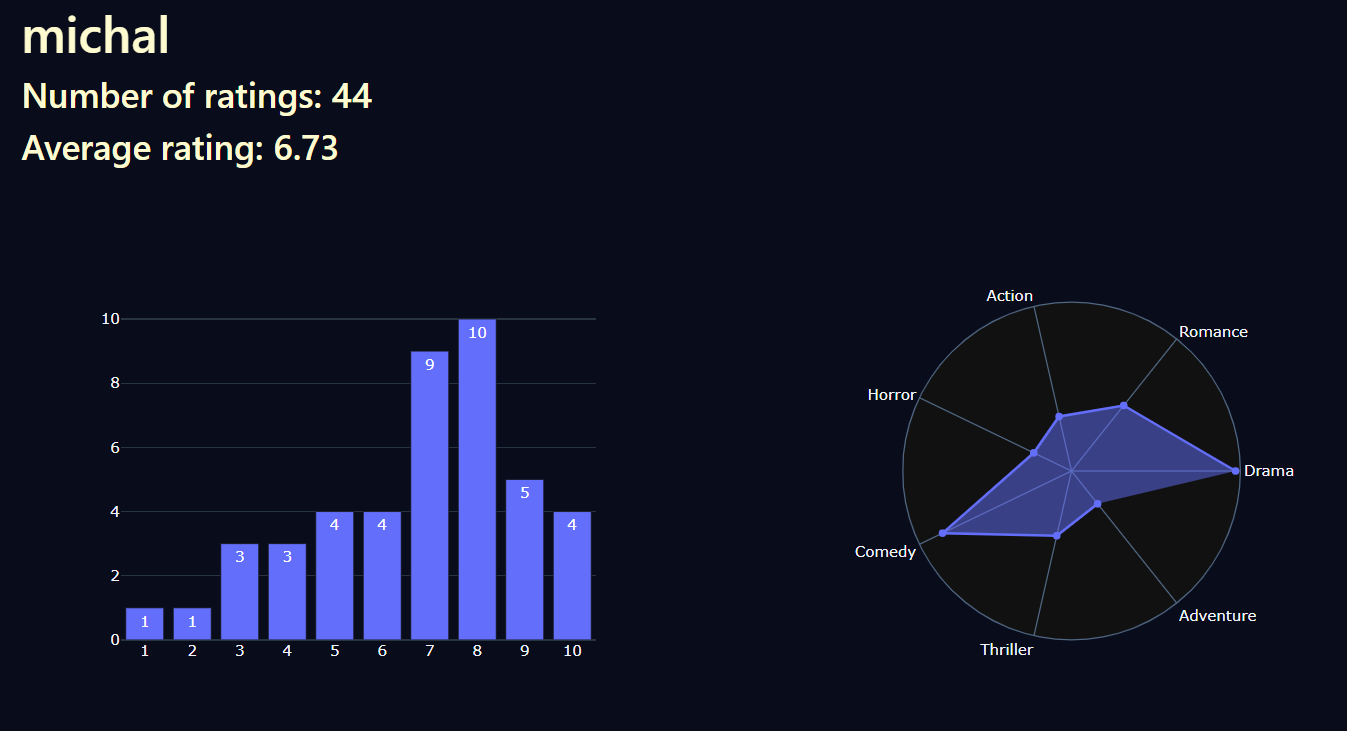 michal
Number of ratings: 44
Average rating: 6.73
10
8
6
4
2
0
1 1 3 3 4 4 9 10 5 4
1 2 3 4 5 6 7 8 9 10
Action
Romance
Horror
Drama
Comedy
Adventure
Thriller